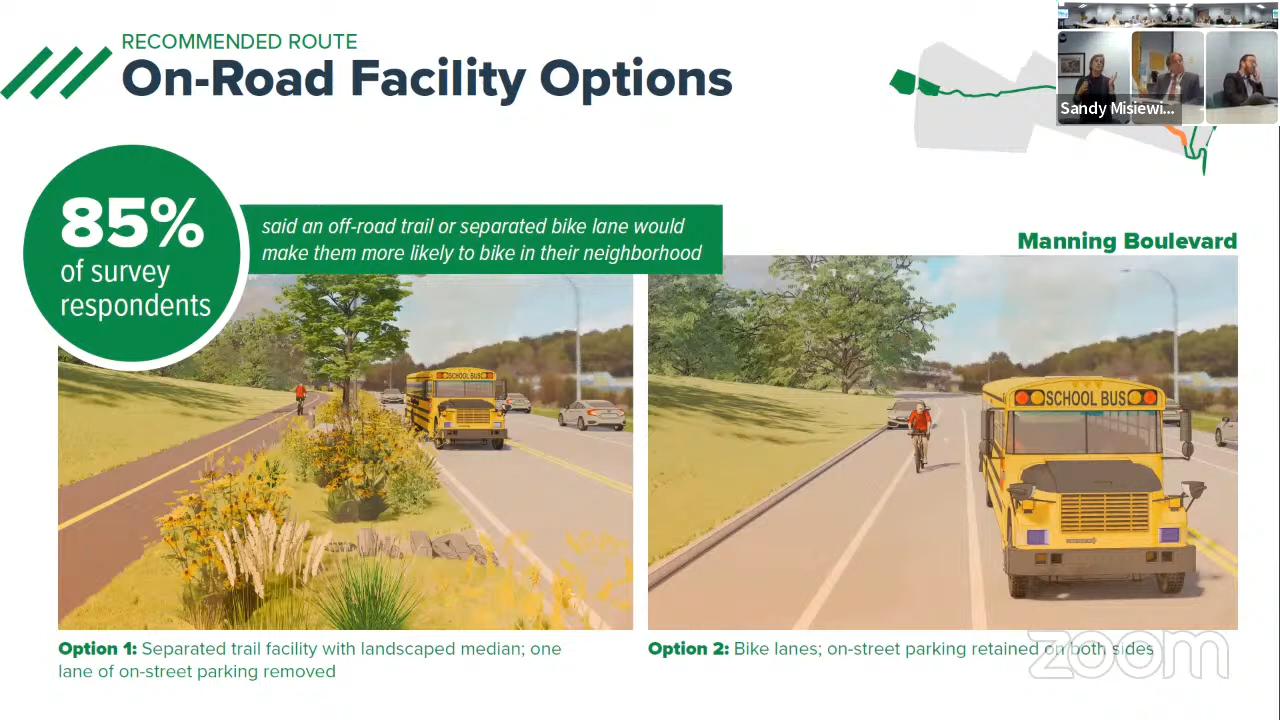 RECOMMENDED ROUTE
On-Road Facility Options
Sandy Misiewi...
85%
of survey
respondents
said an off-road trail or separated bike lane would
make them more likely to bike in their neighborhood
Manning Boulevard
SCHOOL BUS
SCHOOL BUS
Option 1: Separated trail facility with landscaped median; one
lane of on-street parking removed
Option 2: Bike lanes; on-street parking retained on both sides
zoom